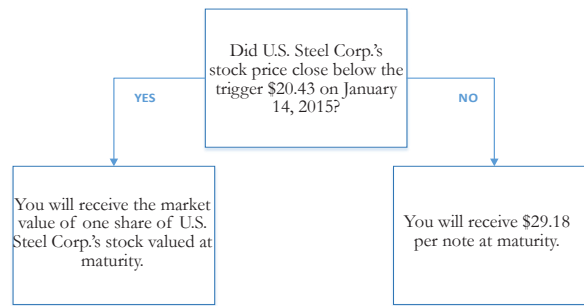 Did U.S. Steel Corp.'s
stock price close below the
trigger $20.43 on January
14, 2015?
YES
NO
You will receive the market
value of one share of U.S.
Steel Corp.'s stock valued at
maturity.
You will receive $29.18
per note at maturity.